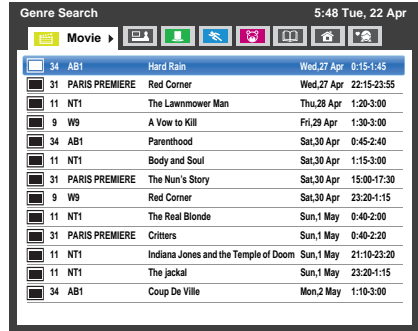 Genre Search 5:48 Tue, 22 Apr
Movie
34 AB1 Hard Rain Wed,27 Apr 0:15-1:45
31 PARIS PREMIERE Red Corner Wed,27 Apr 22:15-23:55
11 NT1 The Lawnmower Man Thu,28 Apr 1:20-3:00
9 W9 A Vow to Kill Fri,29 Apr 1:30-3:00
34 AB1 Parenthood Sat,30 Apr 0:45-2:40
11 NT1 Body and Soul Sat,30 Apr 1:15-3:00
31 PARIS PREMIERE The Nun's Story Sat,30 Apr 15:00-17:30
9 W9 Red Corner Sat,30 Apr 23:20-1:15
11 NT1 The Real Blonde Sun,1 May 0:40-2:00
31 PARIS PREMIERE Critters Sun,1 May 0:40-2:20
11 NT1 Indiana Jones and the Temple of Doom Sun,1 May 21:10-23:20
11 NT1 The jackal Sun,1 May 23:20-1:15
34 AB1 Coup De Ville Mon,2 May 1:10-3:00